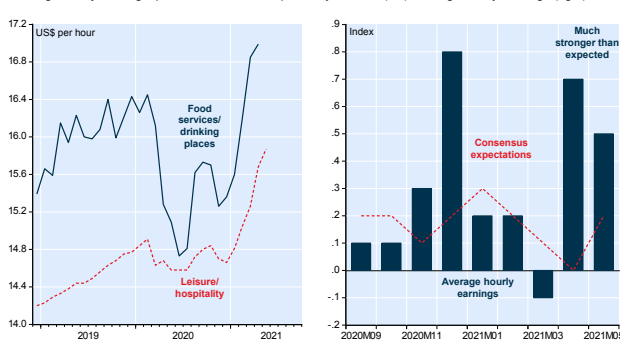 17.2
US$ per hour
16.8
16.4
16.0
15.6
15.2
14.8
14.4
14.0
Food
services/
drinking
places
Leisure/
hospitality
2019
2020
2021
.9
Index
.8
.7
.6
.5
.4
.3
.2
.1
.0
-.1
-.2
Much
stronger than
expected
Consensus
expectations
Average hourly
earnings
2020M09
2020M11
2021M01
2021M03
2021M05